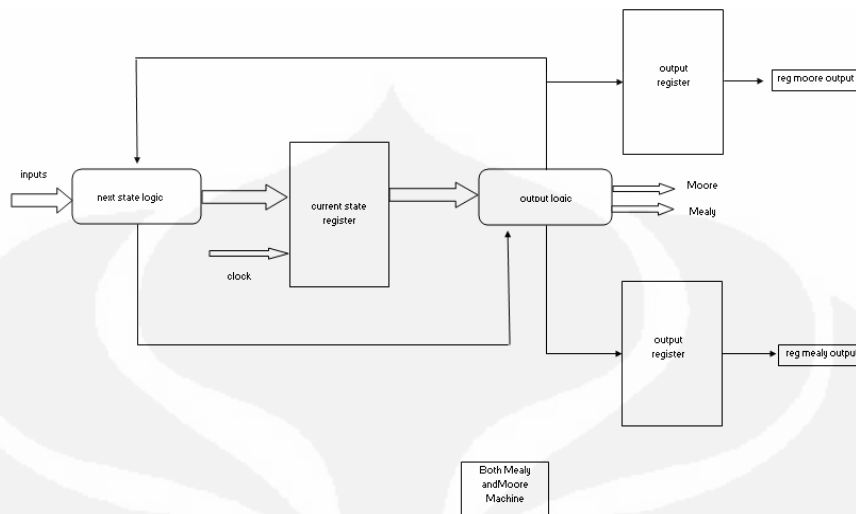 output
register
reg moore output
inputs
next state logic
current state
register
output logic
Moore
Mealy
clock
output
register
reg mealy output
Both Mealy
andMoore
Machine